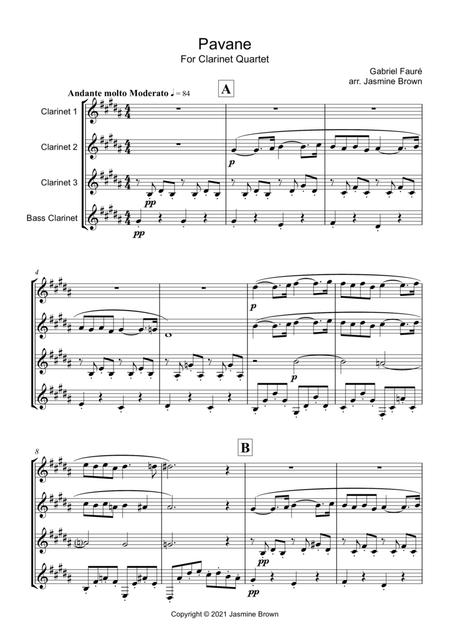 Pavane
For Clarinet Quartet
Gabriel Fauré
arr. Jasmine Brown
Andante molto Moderato ♩ = 84
A
Clarinet 1
Clarinet 2
p
Clarinet 3
pp
Bass Clarinet
pp
4
p
p
8
B
pp
pp
Copyright © 2021 Jasmine Brown